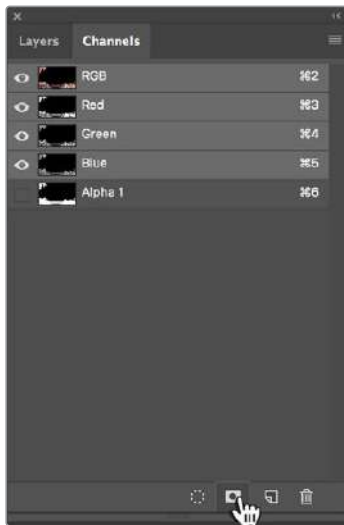 Layers Channels
RGB ⌘2
Red ⌘3
Green ⌘4
Blue ⌘5
Alpha 1 ⌘6